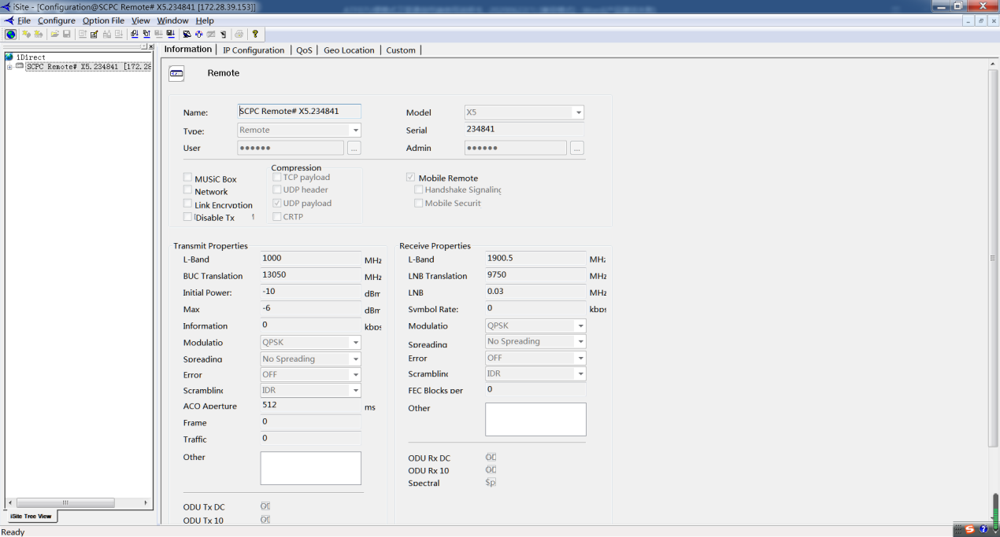 iSite - [Configuration@SCPC Remote# X5.234841 [172.28.39.153]]
File Configure Option File View Window Help
Information IP Configuration QoS Geo Location Custom
iDirect
SCPC Remote# X5.234841 [172.28
Remote
Name: SCPC Remote# X5.234841 Model X5
Type: Remote Serial 234841
User ●●●●●● ... Admin ●●●●●● ...
Compression
MUSiC Box TCP payload Mobile Remote
Network UDP header Handshake Signaling
Link Encryption UDP payload Mobile Securit
Disable Tx CRTP
Transmit Properties Receive Properties
L-Band 1000 MHz L-Band 1900.5 MHz
BUC Translation 13050 MHz LNB Translation 9750 MHz
Initial Power: -10 dBm LNB 0.03 MHz
Max -6 dBm Symbol Rate: 0 kbps
Information 0 kbps Modulatio QPSK
Modulatio QPSK Spreading No Spreading
Spreading No Spreading Error OFF
Error OFF Scrambling IDR
Scrambling IDR FEC Blocks per 0
ACO Aperture 512 ms Other
Frame 0
Traffic 0
Other
ODU Rx DC
ODU Rx 10
Spectral Sp
ODU Tx DC
ODU Tx 10
iSite Tree View
Ready